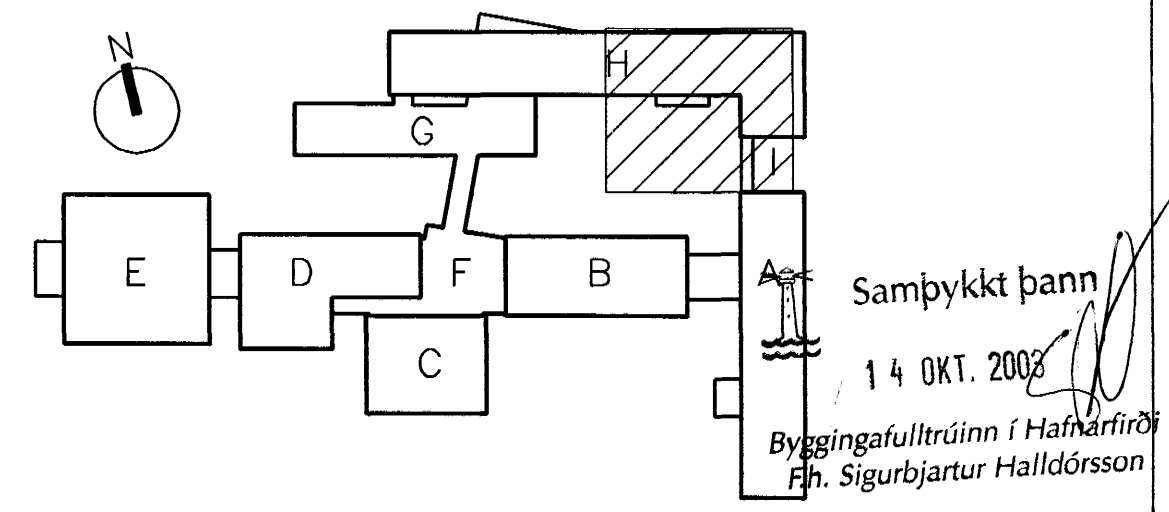 N
H
G
I
E
D
F
B
A
C
Samþykkt þann
14 OKT. 2003
Byggingafulltrúinn í Hafnarfirði
F.h. Sigurbjartur Halldórsson